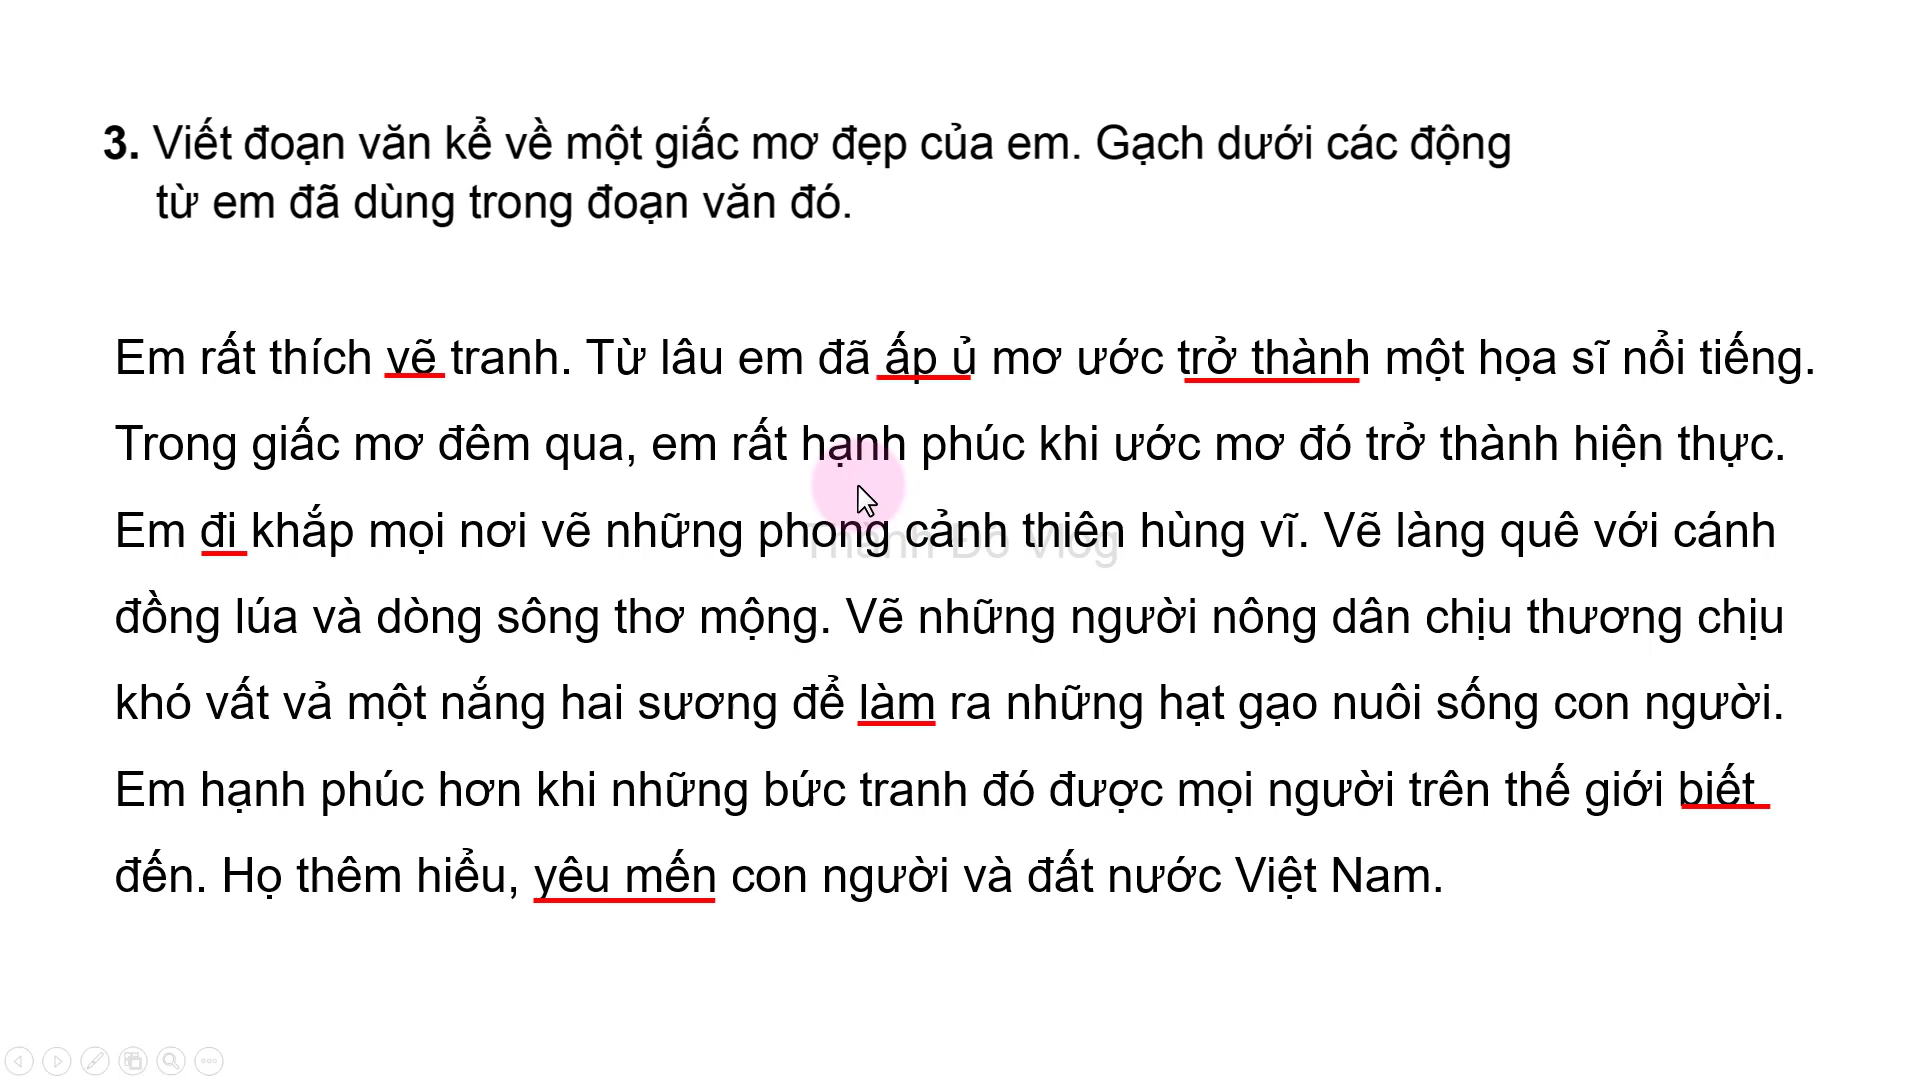 3. Viết đoạn văn kể về một giấc mơ đẹp của em. Gạch dưới các động
từ em đã dùng trong đoạn văn đó.
Em rất thích vẽ tranh. Từ lâu em đã ấp ủ mơ ước trở thành một họa sĩ nổi tiếng.
Trong giấc mơ đêm qua, em rất hạnh phúc khi ước mơ đó trở thành hiện thực.
Em đi khắp mọi nơi vẽ những phong cảnh thiên hùng vĩ. Vẽ làng quê với cánh
Thành Đô Vlog
đồng lúa và dòng sông thơ mộng. Vẽ những người nông dân chịu thương chịu
khó vất vả một nắng hai sương để làm ra những hạt gạo nuôi sống con người.
Em hạnh phúc hơn khi những bức tranh đó được mọi người trên thế giới biết
đến. Họ thêm hiểu, yêu mến con người và đất nước Việt Nam.